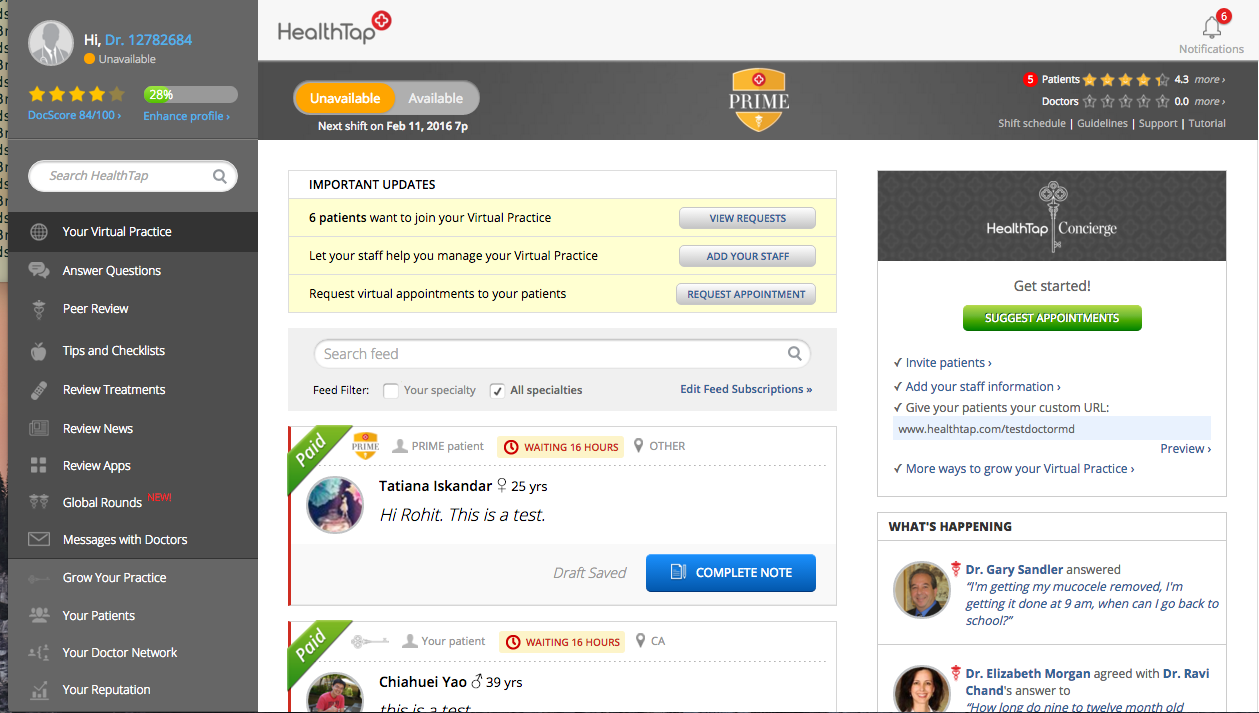 Hi, Dr. 12782684
Unavailable
28%
DocScore 84/100 ›
Enhance profile ›
Search HealthTap
Your Virtual Practice
Answer Questions
Peer Review
Tips and Checklists
Review Treatments
Review News
Review Apps
Global Rounds NEW!
Messages with Doctors
Grow Your Practice
Your Patients
Your Doctor Network
Your Reputation
HealthTap
6
Notifications
Unavailable
Available
Next shift on Feb 11, 2016 7p
PRIME
5 Patients 4.3 more ›
Doctors 0.0 more ›
Shift schedule | Guidelines | Support | Tutorial
IMPORTANT UPDATES
6 patients want to join your Virtual Practice
VIEW REQUESTS
Let your staff help you manage your Virtual Practice
ADD YOUR STAFF
Request virtual appointments to your patients
REQUEST APPOINTMENT
Search feed
Feed Filter: Your specialty ✓ All specialties
Edit Feed Subscriptions »
Paid
PRIME
PRIME patient
WAITING 16 HOURS
OTHER
Tatiana Iskandar ♀ 25 yrs
Hi Rohit. This is a test.
Draft Saved
COMPLETE NOTE
Paid
Your patient
WAITING 16 HOURS
CA
Chiahuei Yao ♂ 39 yrs
this is a test
HealthTap Concierge
Get started!
SUGGEST APPOINTMENTS
✓ Invite patients ›
✓ Add your staff information ›
✓ Give your patients your custom URL:
www.healthtap.com/testdoctormd
Preview ›
✓ More ways to grow your Virtual Practice ›
WHAT'S HAPPENING
Dr. Gary Sandler answered
“I'm getting my mucocele removed, I'm
getting it done at 9 am, when can I go back to
school?”
Dr. Elizabeth Morgan agreed with Dr. Ravi
Chand's answer to
“How long do nine to twelve month old